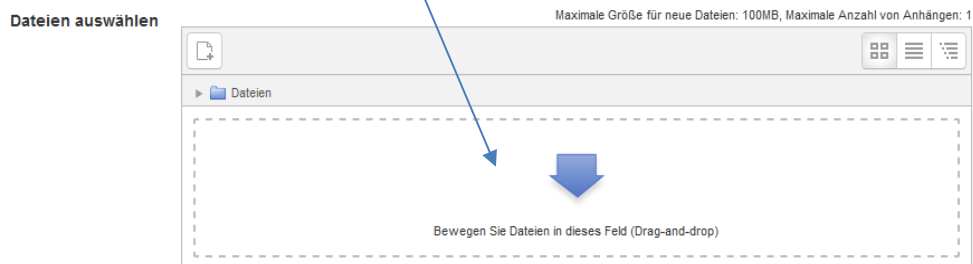 Dateien auswählen
Maximale Größe für neue Dateien: 100MB, Maximale Anzahl von Anhängen: 1
Dateien
Bewegen Sie Dateien in dieses Feld (Drag-and-drop)